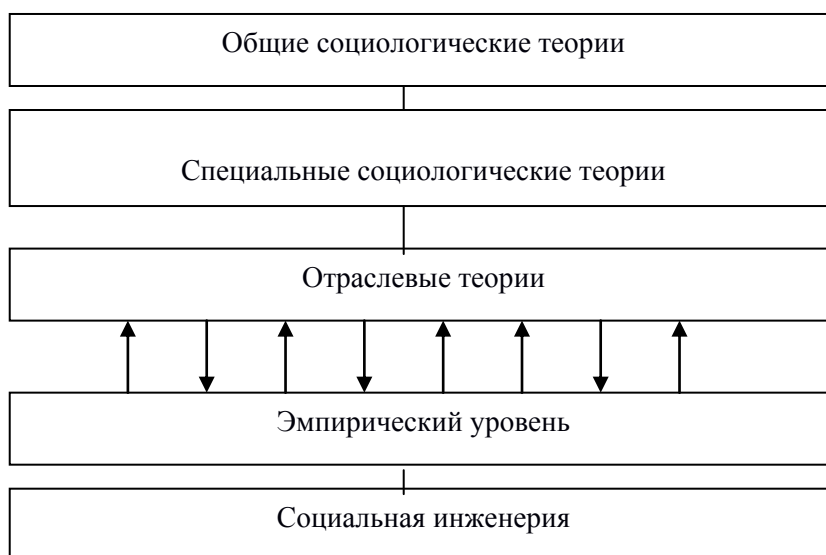 Общие социологические теории
Специальные социологические теории
Отраслевые теории
Эмпирический уровень
Социальная инженерия